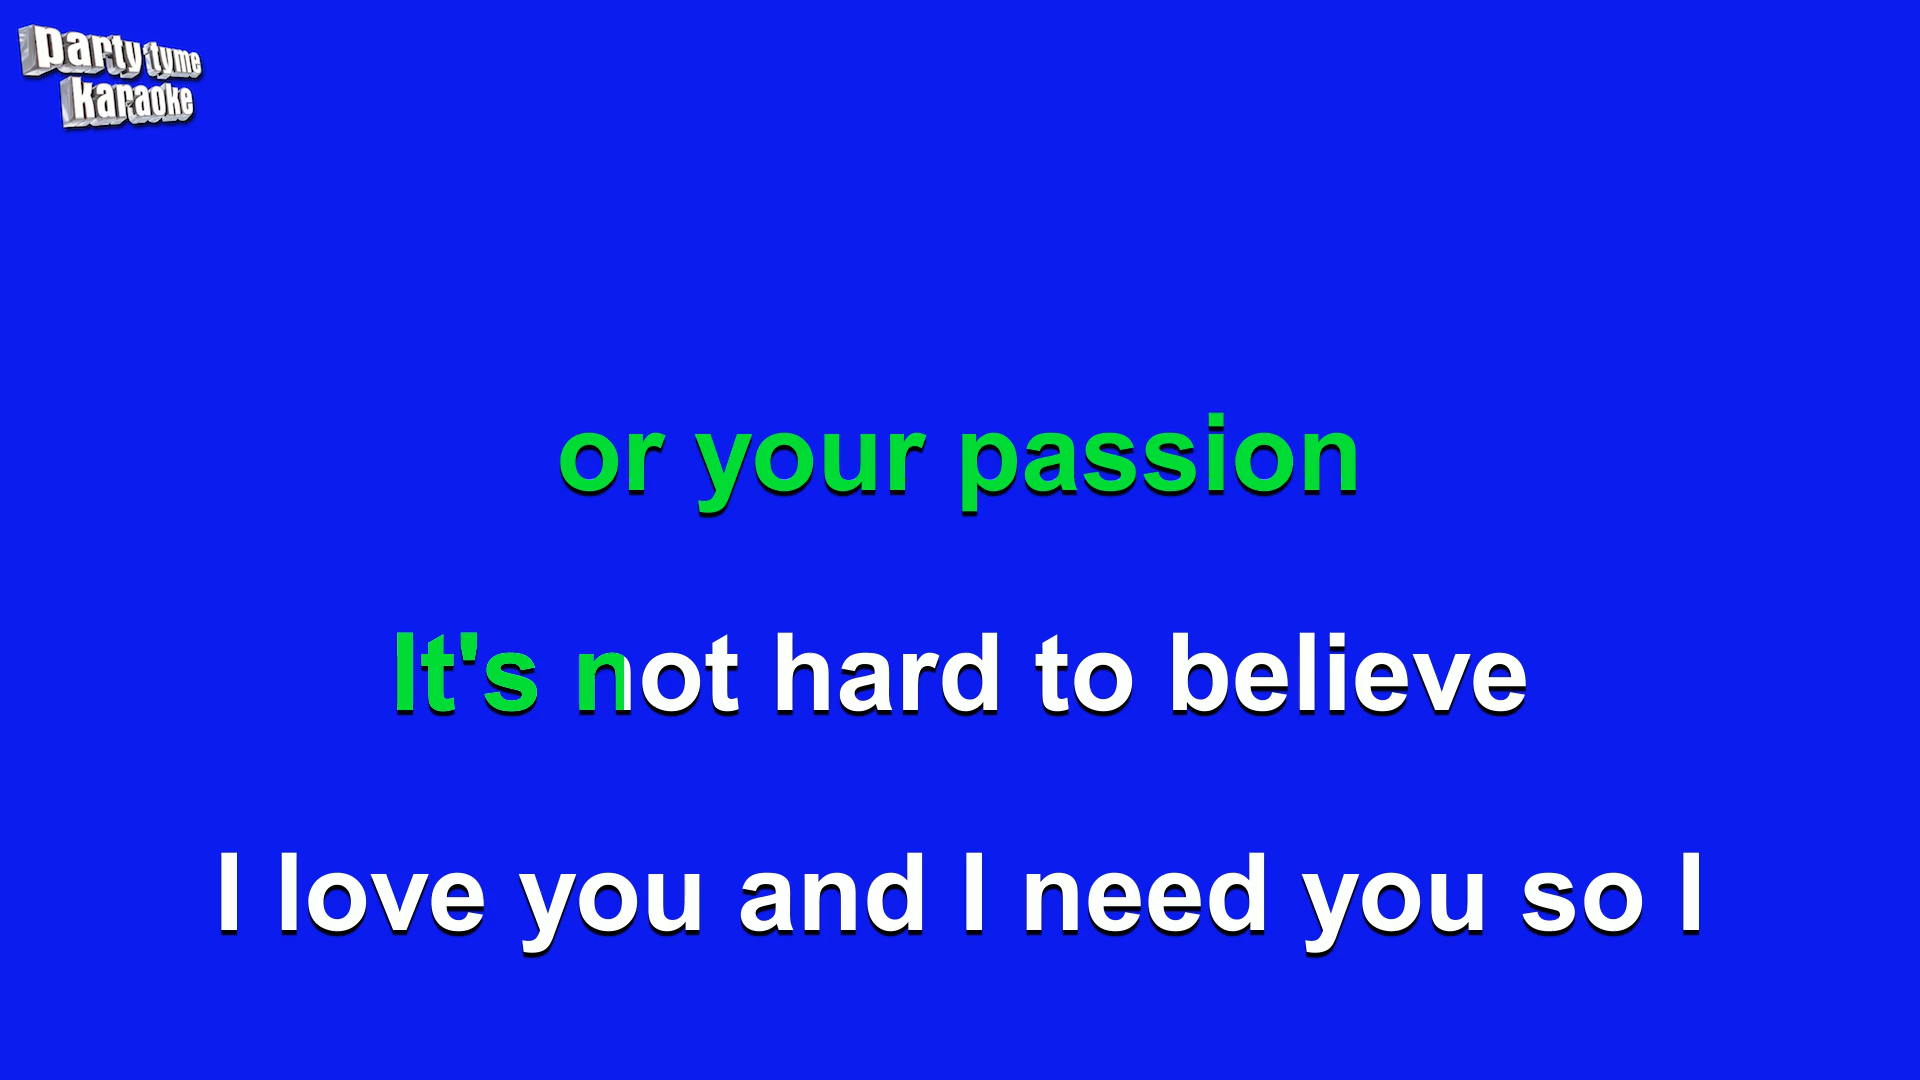 party tyme
karaoke
or your passion
It's not hard to believe
I love you and I need you so I